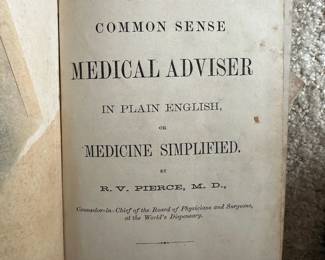 COMMON SENSE
MEDICAL ADVISER
IN PLAIN ENGLISH,
OR
MEDICINE SIMPLIFIED.
BY
R. V. PIERCE, M. D.,
Counselor-in-Chief of the Board of Physicians and Surgeons,
at the World's Dispensary.